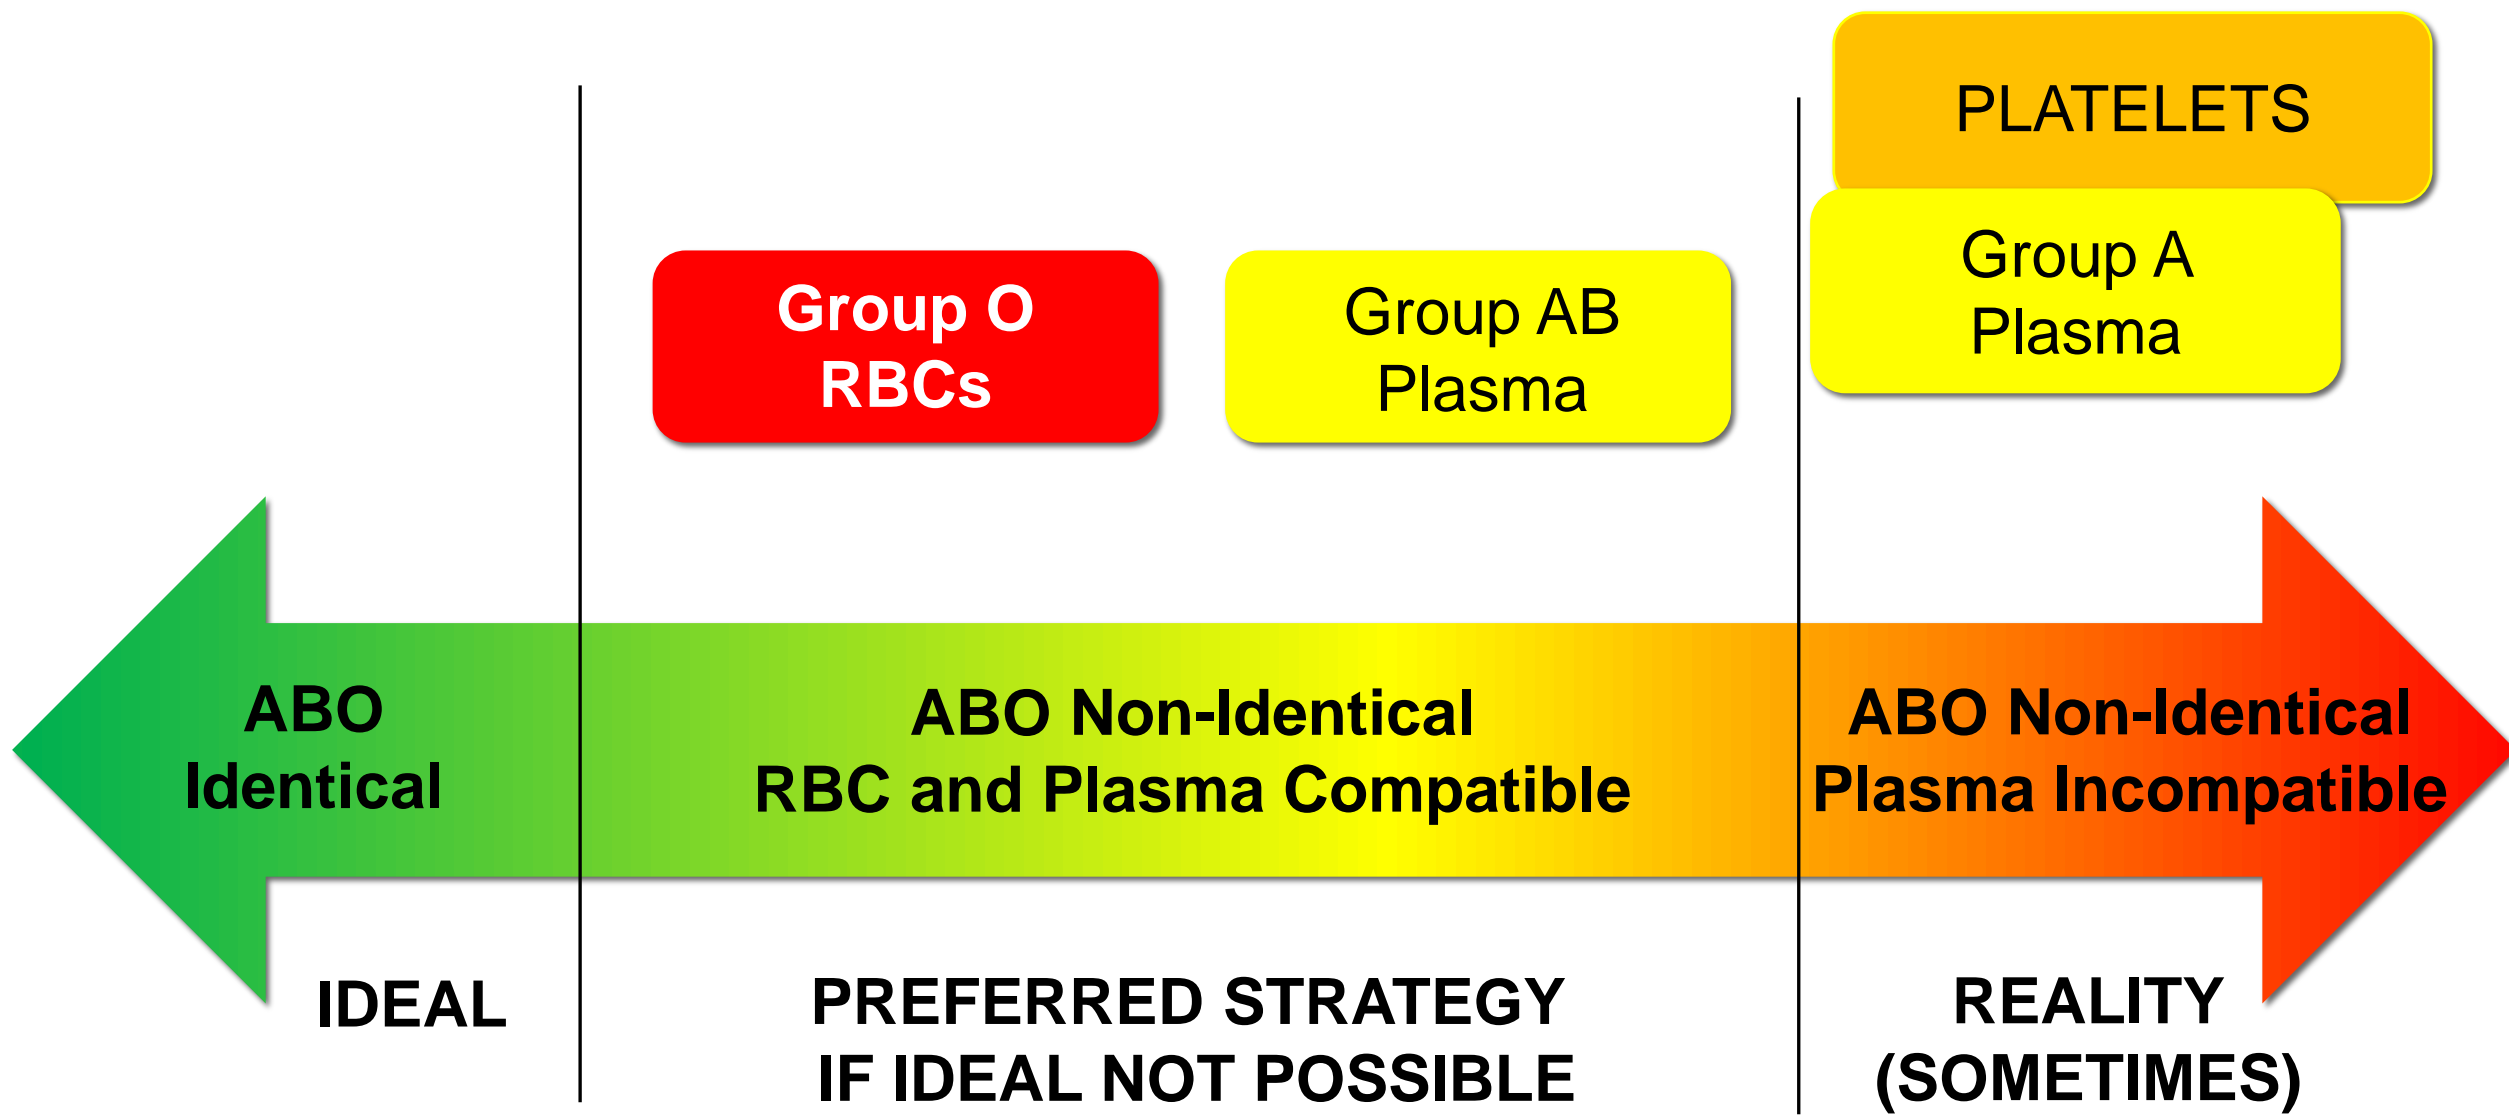 PLATELETS
Group A
Plasma
Group O
RBCs
Group AB
Plasma
ABO
Identical
ABO Non-Identical
RBC and Plasma Compatible
ABO Non-Identical
Plasma Incompatible
IDEAL
PREFERRED STRATEGY
IF IDEAL NOT POSSIBLE
REALITY
(SOMETIMES)